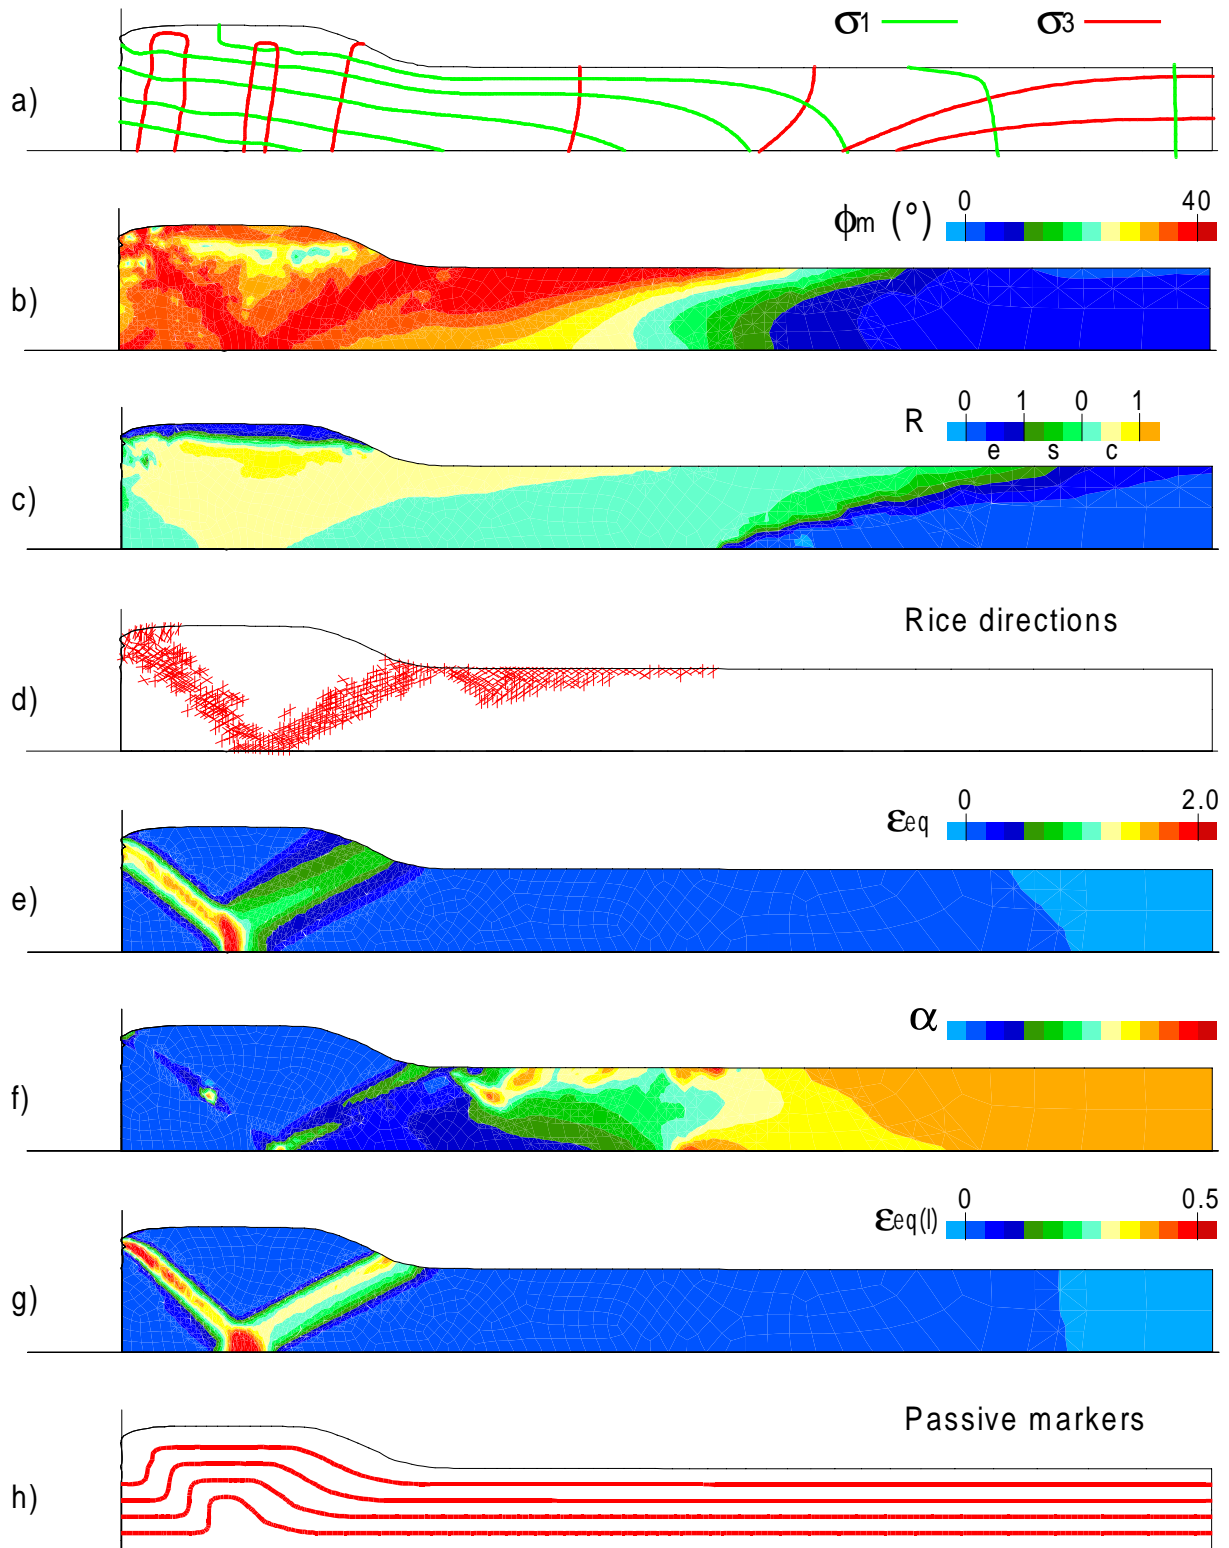 σ1 σ3
a)
ϕm (°) 0 40
b)
R 0 1 0 1
e s c
c)
Rice directions
d)
εeq 0 2.0
e)
α
f)
εeq(l) 0 0.5
g)
Passive markers
h)